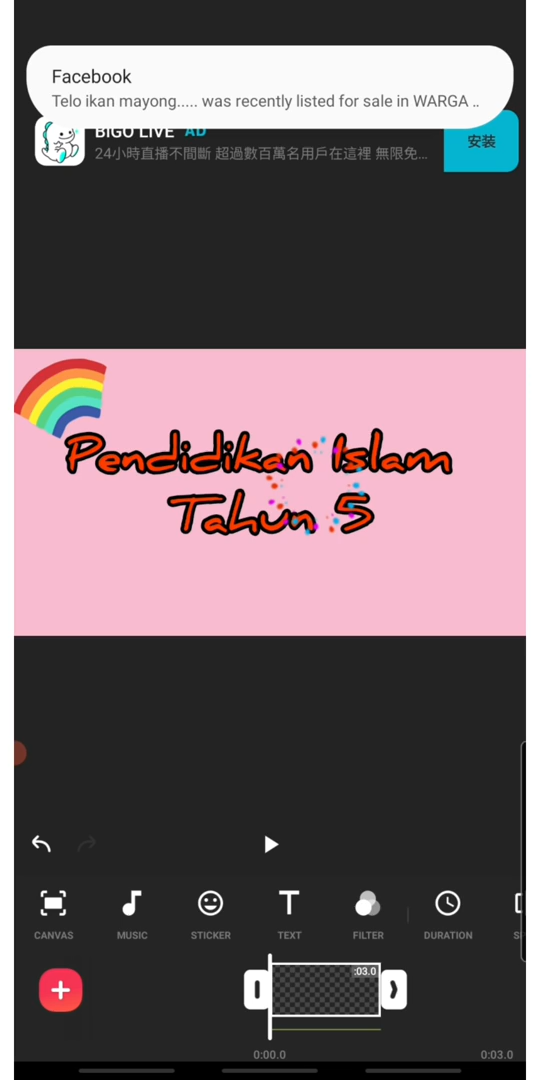 Facebook
Telo ikan mayong..... was recently listed for sale in WARGA ..
BIGO LIVE AD
24小時直播不間斷 超過數百萬名用戶在這裡 無限免...
安装
Pendidikan Islam
Tahun 5
CANVAS MUSIC STICKER TEXT FILTER DURATION
:03.0
0:00.0 0:03.0